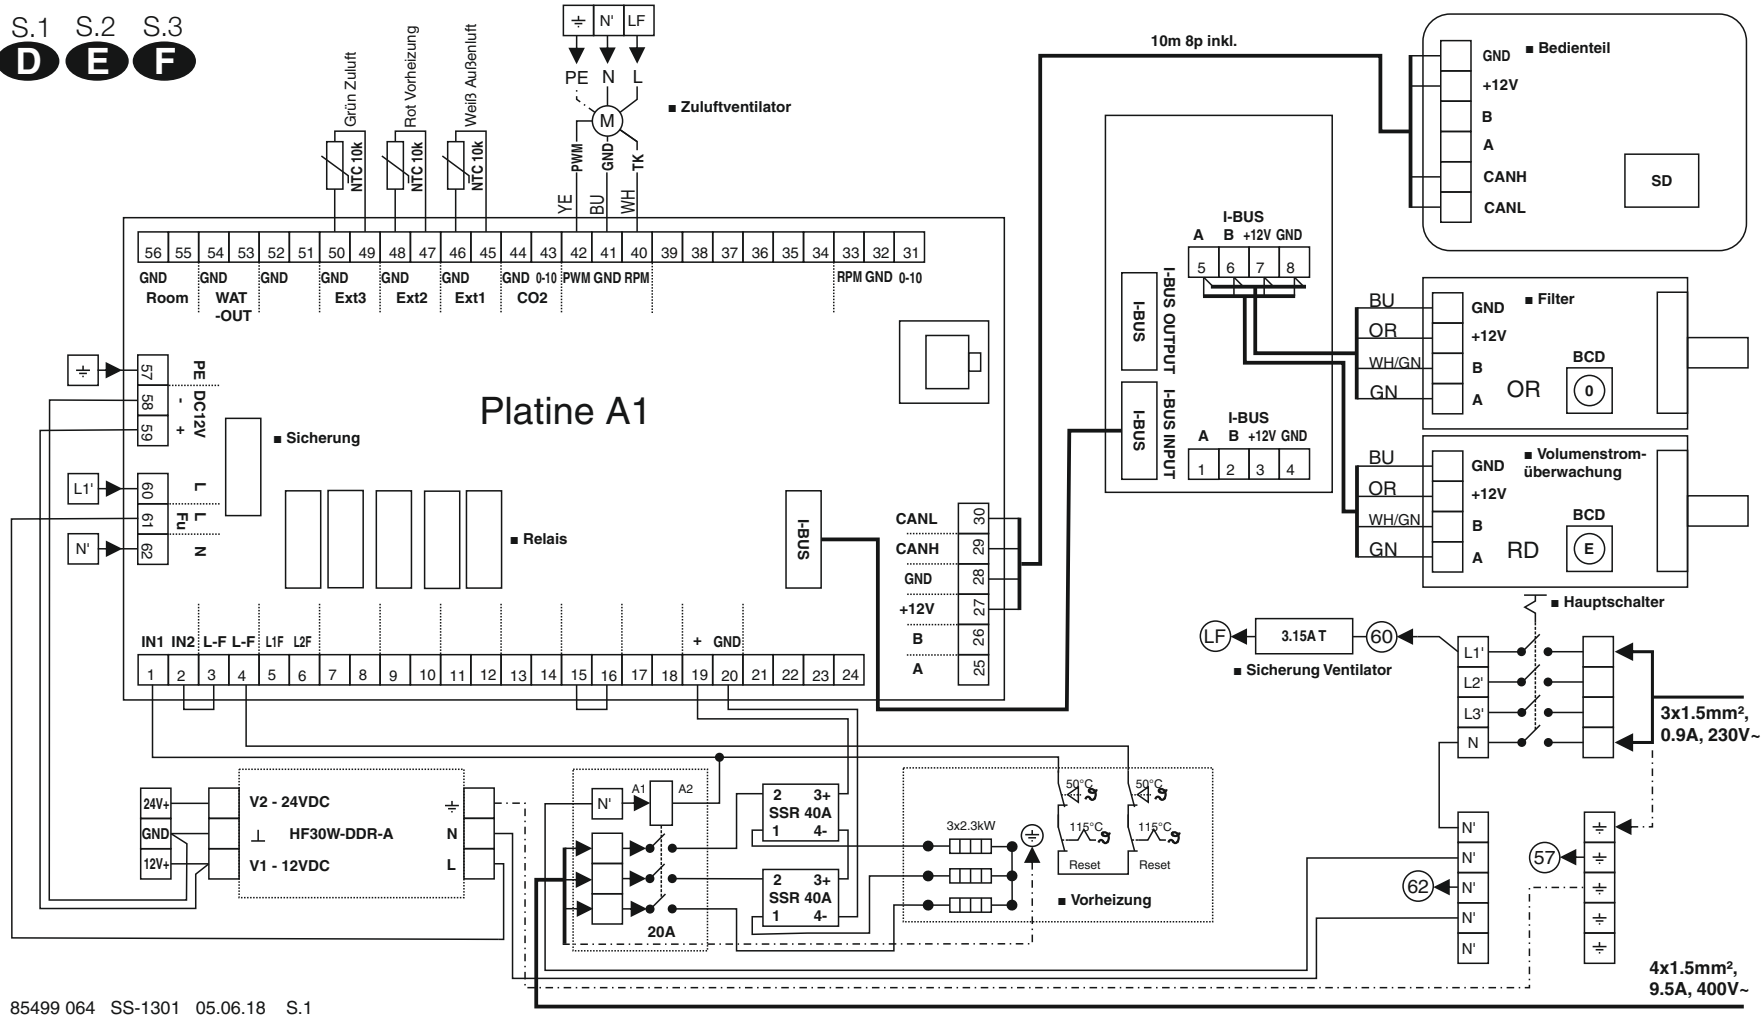 S.1 S.2 S.3
D E F
Grün Zuluft
Rot Vorheizung
Weiß Außenluft
NTC 10k
NTC 10k
NTC 10k
N' LF
PE N L
M
■ Zuluftventilator
PWM GND TK
YE BU WH
56 55 54 53 52 51 50 49 48 47 46 45 44 43 42 41 40 39 38 37 36 35 34 33 32 31
GND GND GND GND GND GND GND 0-10 PWM GND RPM RPM GND 0-10
Room WAT Ext3 Ext2 Ext1 CO2
-OUT
57 PE
58 - DC12V
59 +
L1' 60 L
61 L Fu
N' 62 N
■ Sicherung
Platine A1
■ Relais
I-BUS
CANL 30
CANH 29
GND 28
+12V 27
B 26
A 25
IN1 IN2 L-F L-F L1F L2F + GND
1 2 3 4 5 6 7 8 9 10 11 12 13 14 15 16 17 18 19 20 21 22 23 24
10m 8p inkl.
I-BUS
A B +12V GND
5 6 7 8
I-BUS
I-BUS OUTPUT
I-BUS
I-BUS INPUT
I-BUS
A B +12V GND
1 2 3 4
GND
■ Bedienteil
+12V
B
A
CANH
CANL
SD
BU GND
■ Filter
OR +12V
WH/GN B
GN A
OR
BCD
0
BU GND
■ Volumenstrom-
überwachung
OR +12V
WH/GN B
GN A
RD
BCD
E
■ Hauptschalter
LF 3.15A T 60
■ Sicherung Ventilator
L1'
L2'
L3'
N
3x1.5mm²,
0.9A, 230V~
24V+ V2 - 24VDC
GND ⊥ HF30W-DDR-A N
12V+ V1 - 12VDC L
N' A1 A2
20A
2 3+
SSR 40A
1 4-
2 3+
SSR 40A
1 4-
3x2.3kW
50°C 50°C
115°C 115°C
Reset Reset
■ Vorheizung
N'
N'
62 N'
N'
N'
57
4x1.5mm²,
9.5A, 400V~
85499 064 SS-1301 05.06.18 S.1